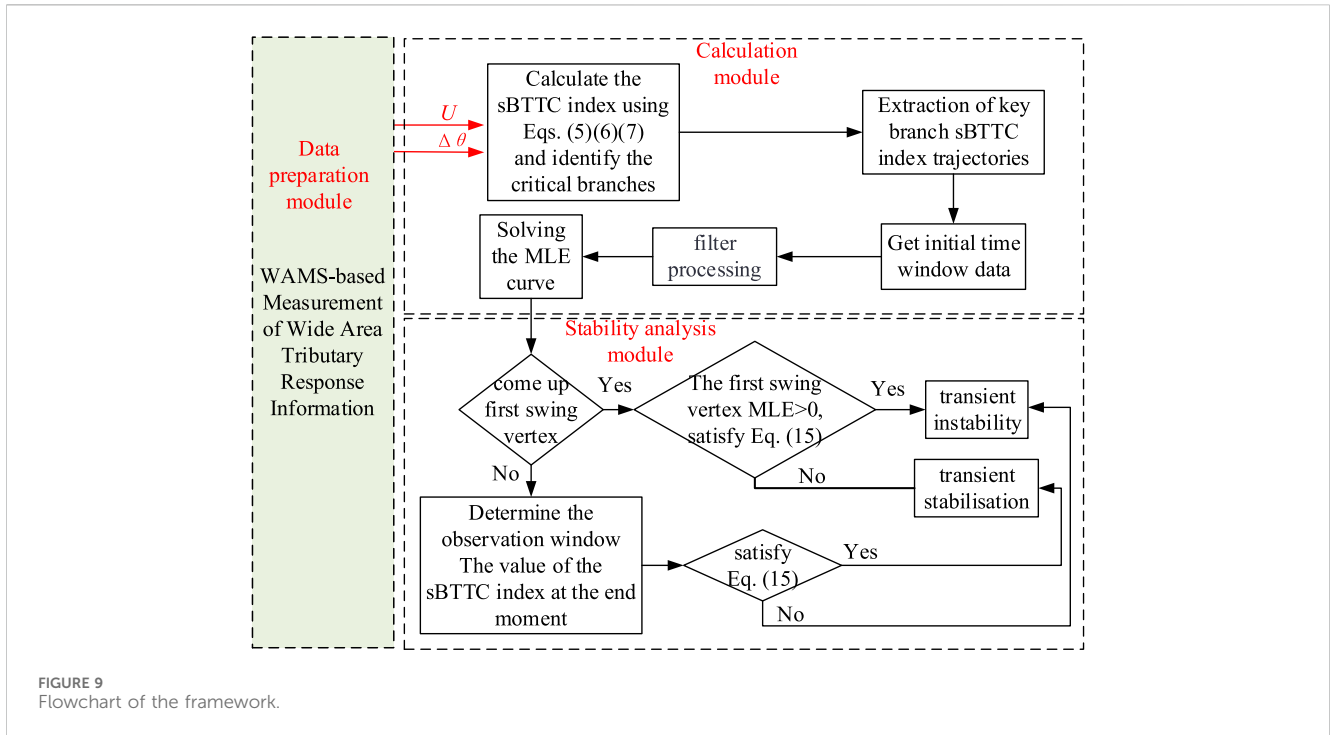 Data
preparation
module
WAMS-based
Measurement
of Wide Area
Tributary
Response
Information
U
Δ θ
Calculation
module
Calculate the
sBTTC index using
Eqs. (5)(6)(7)
and identify the
critical branches
Extraction of key
branch sBTTC
index trajectories
Get initial time
window data
filter
processing
Solving
the MLE
curve
Stability analysis
module
come up
first swing
vertex
Yes
The first swing
vertex MLE>0,
satisfy Eq. (15)
Yes
transient
instability
No
transient
stabilisation
No
Determine the
observation window
The value of the
sBTTC index at the end
moment
satisfy
Eq. (15)
Yes
No
FIGURE 9
Flowchart of the framework.